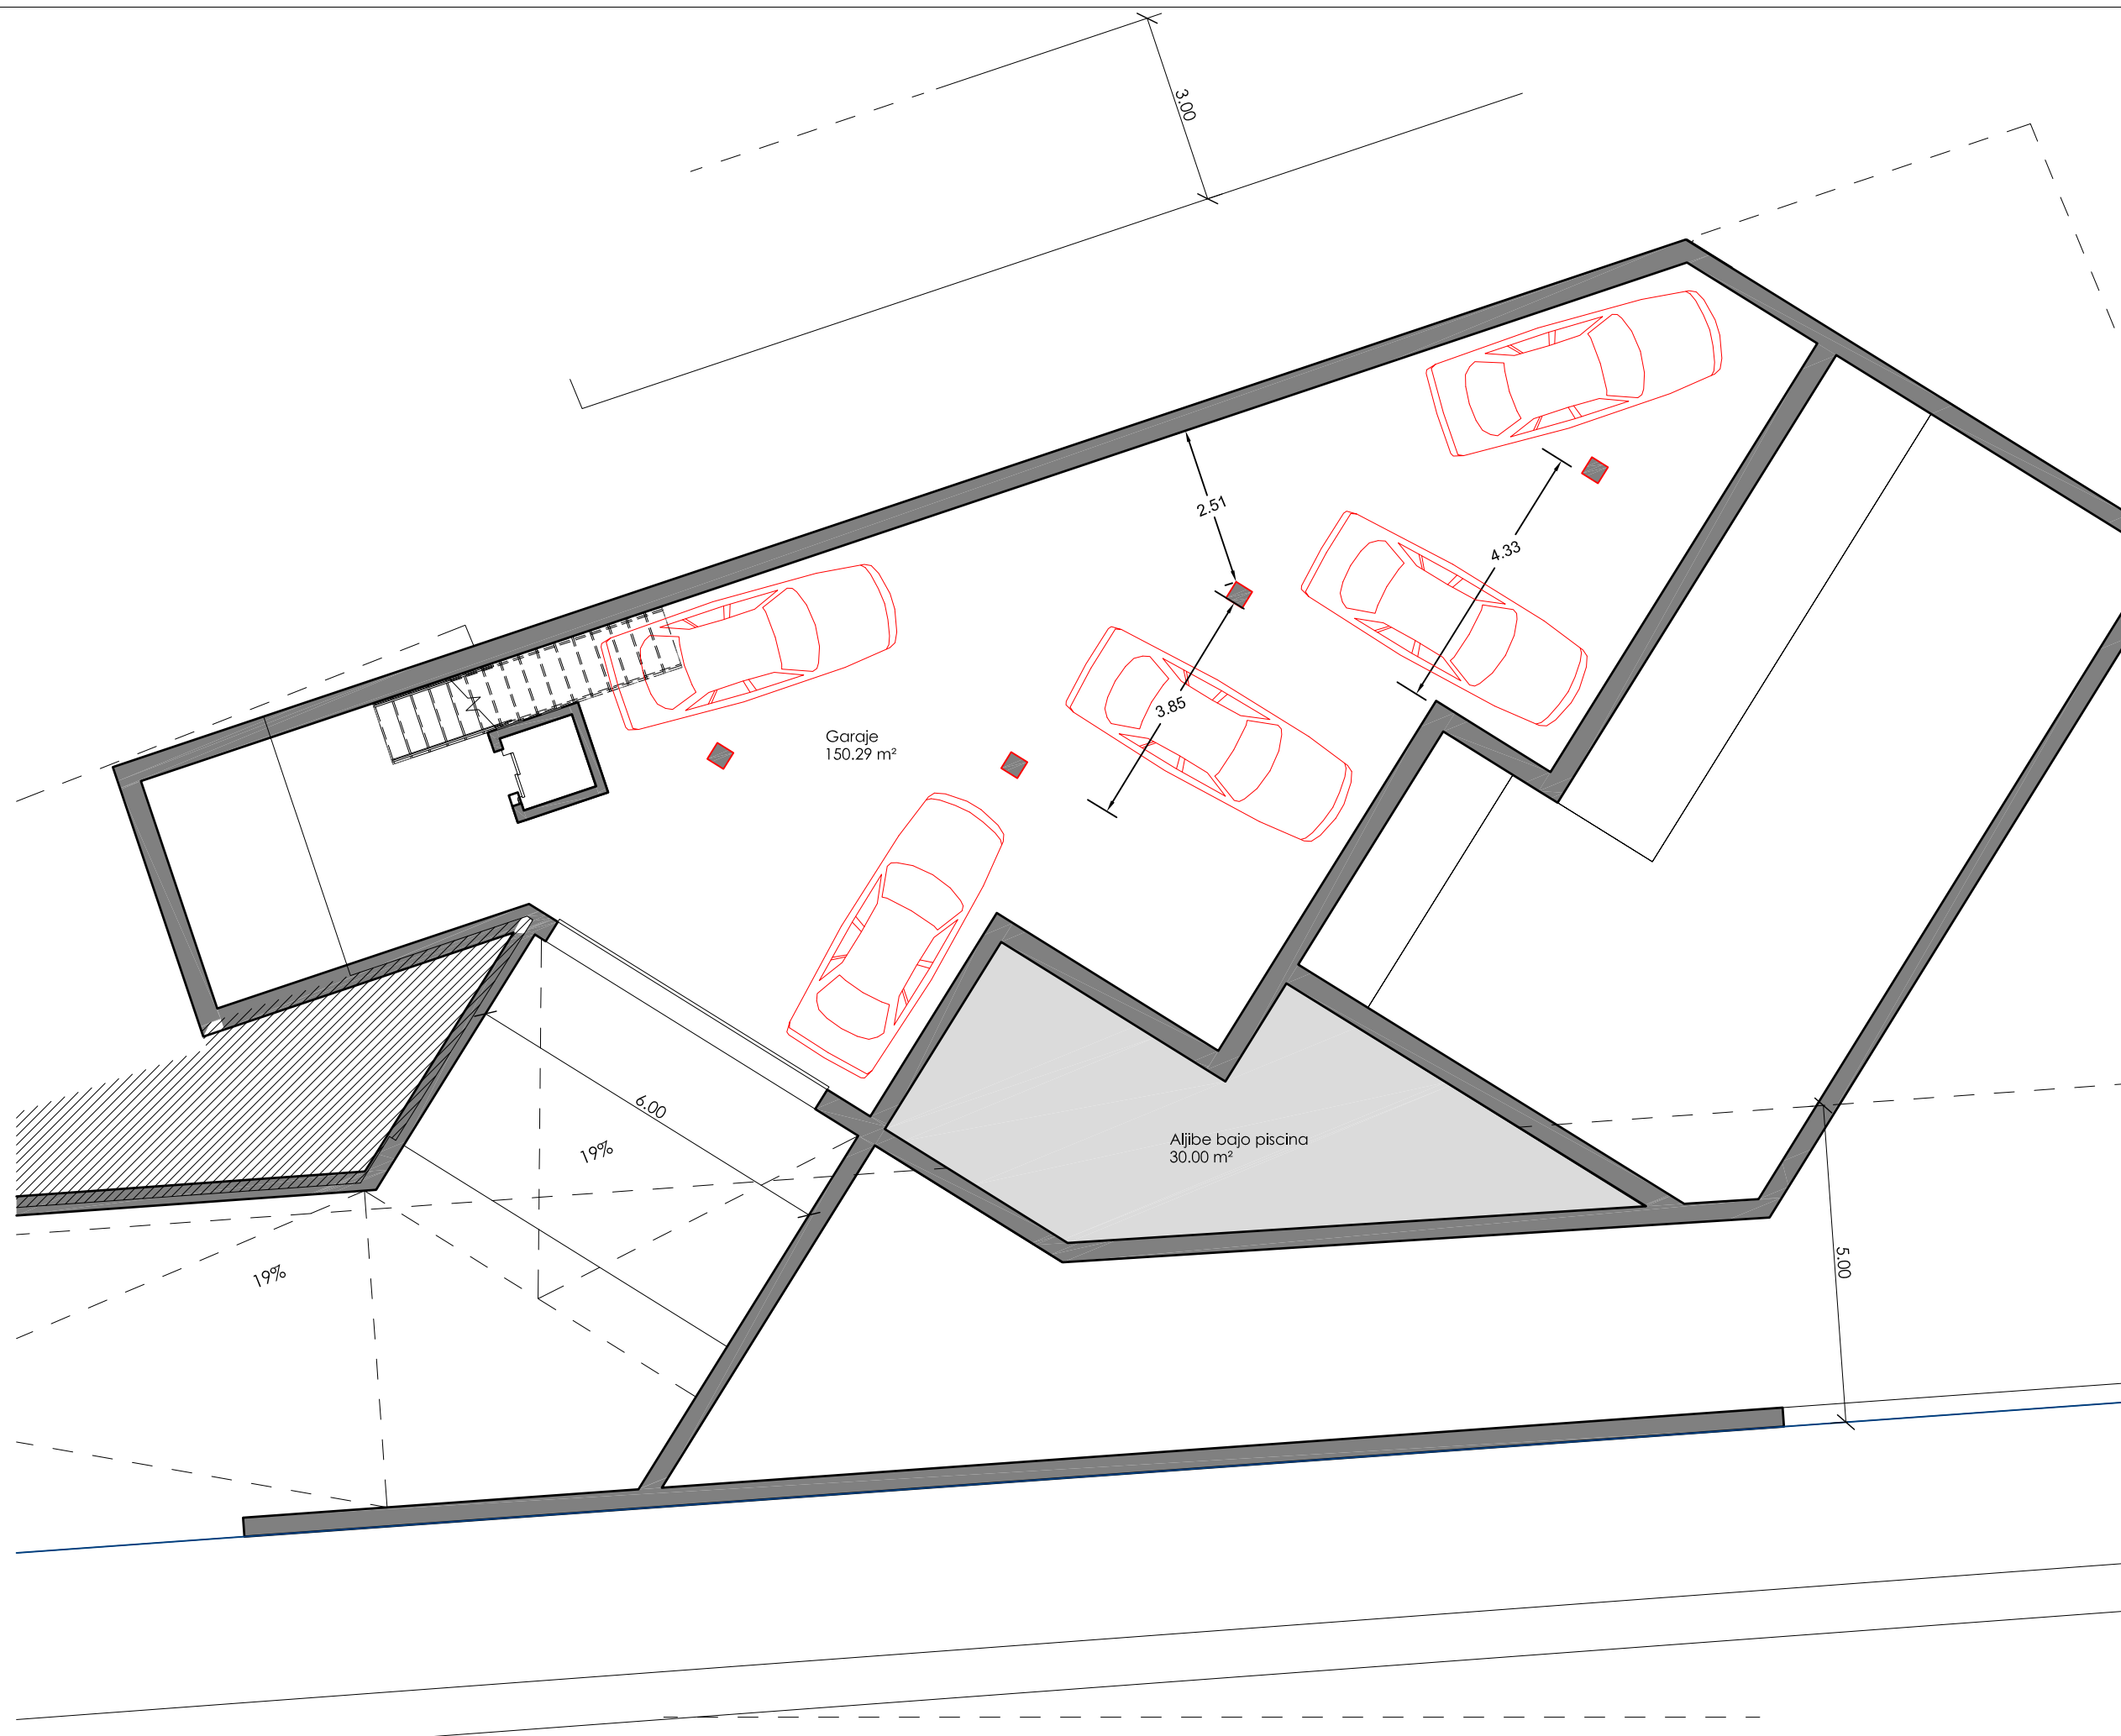 3.00
2.51
4.33
3.85
Garaje
150.29 m²
6.00
19%
Aljibe bajo piscina
30.00 m²
19%
5.00